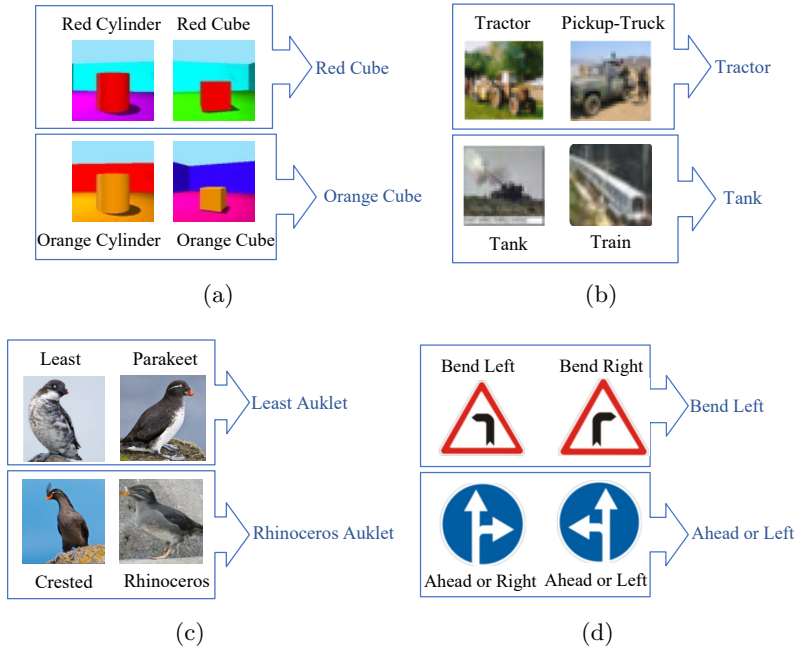 Red Cylinder Red Cube
Red Cube
Orange Cube
Orange Cylinder Orange Cube
(a)
Tractor Pickup-Truck
Tractor
Tank
Tank Train
(b)
Least Parakeet
Least Auklet
Rhinoceros Auklet
Crested Rhinoceros
(c)
Bend Left Bend Right
Bend Left
Ahead or Left
Ahead or Right Ahead or Left
(d)